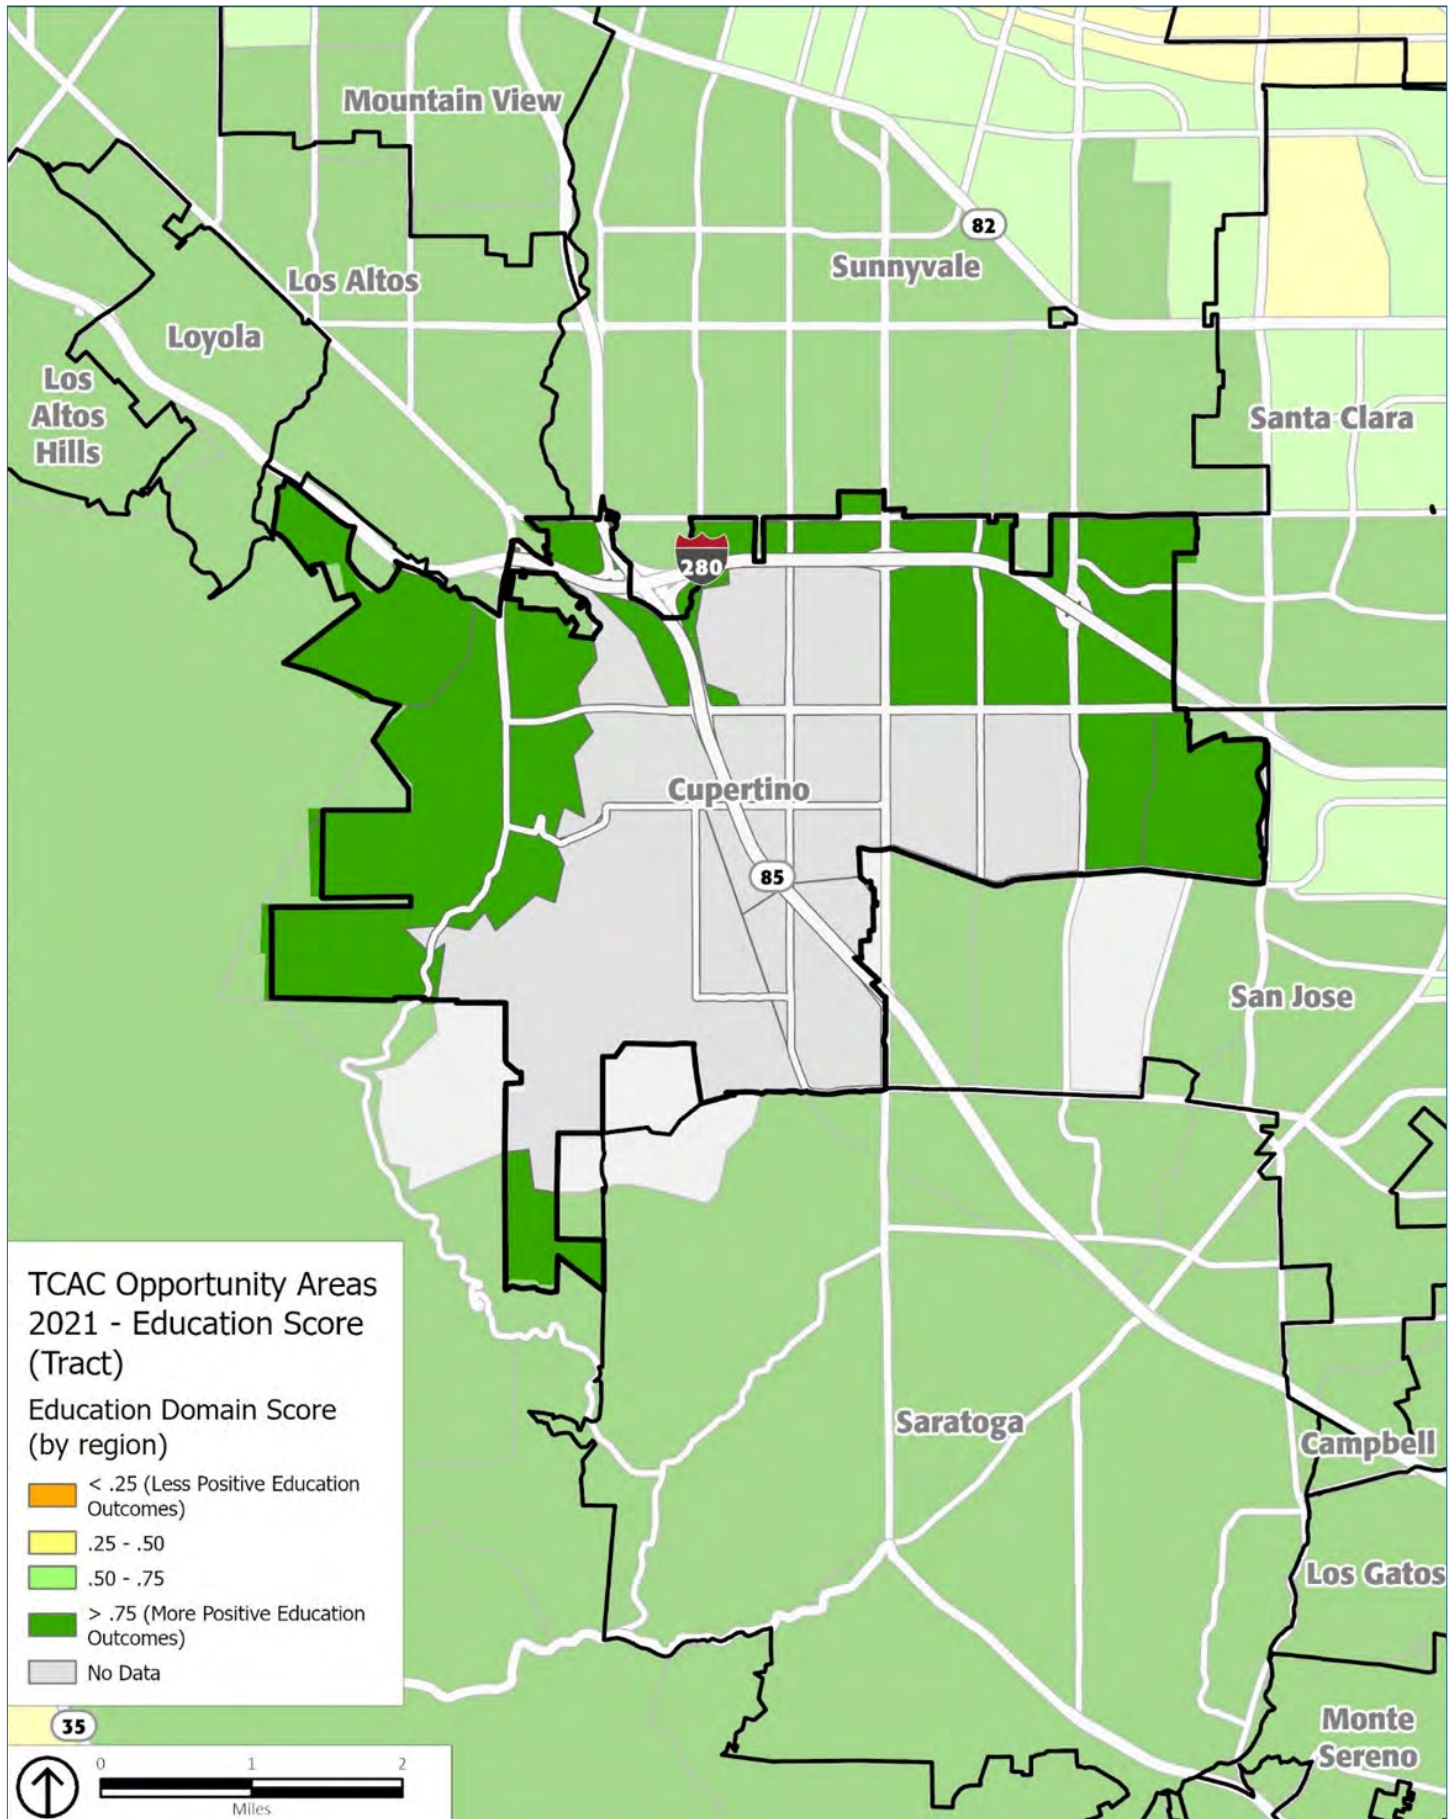 Mountain View
82
Sunnyvale
Los Altos
Loyola
Los
Altos
Hills
Santa Clara
280
Cupertino
85
San Jose
Saratoga
Campbell
Los Gatos
Monte
Sereno
TCAC Opportunity Areas
2021 - Education Score
(Tract)
Education Domain Score
(by region)
< .25 (Less Positive Education
Outcomes)
.25 - .50
.50 - .75
> .75 (More Positive Education
Outcomes)
No Data
35
0 1 2
Miles